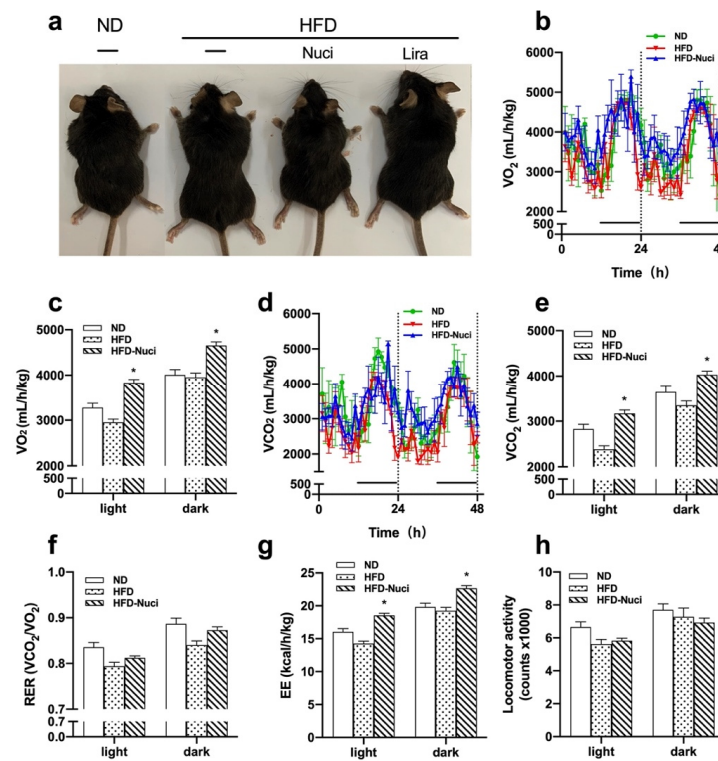 a
ND
HFD
Nuci
Lira
b
ND
HFD
HFD-Nuci
VO2 (mL/h/kg)
6000
5000
4000
3000
2000
500
0
0
24
Time (h)
c
ND
HFD
HFD-Nuci
VO2 (mL/h/kg)
5000
4000
3000
2000
500
0
*
*
light
dark
d
ND
HFD
HFD-Nuci
VCO2 (mL/h/kg)
6000
5000
4000
3000
2000
500
0
0
24
48
Time (h)
e
ND
HFD
HFD-Nuci
VCO2 (mL/h/kg)
5000
4000
3000
2000
500
0
*
*
light
dark
f
ND
HFD
HFD-Nuci
RER (VCO2/VO2)
1.0
0.9
0.8
0.7
0.7
0.0
light
dark
g
ND
HFD
HFD-Nuci
EE (kcal/h/kg)
25
20
15
10
5
0
*
*
light
dark
h
ND
HFD
HFD-Nuci
Locomotor activity
(counts x1000)
10
8
6
4
2
0
light
dark